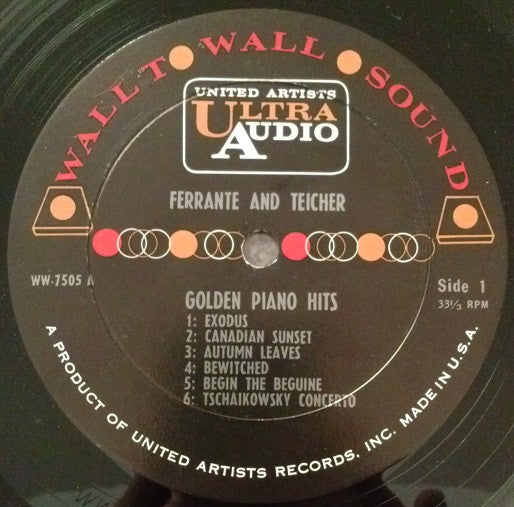 WALL TO WALL SOUND
UNITED ARTISTS
ULTRA
AUDIO
FERRANTE AND TEICHER
WW-7505 A
Side 1
33⅓ RPM
GOLDEN PIANO HITS
1: EXODUS
2: CANADIAN SUNSET
3: AUTUMN LEAVES
4: BEWITCHED
5: BEGIN THE BEGUINE
6: TSCHAIKOWSKY CONCERTO
A PRODUCT OF UNITED ARTISTS RECORDS, INC. MADE IN U.S.A.